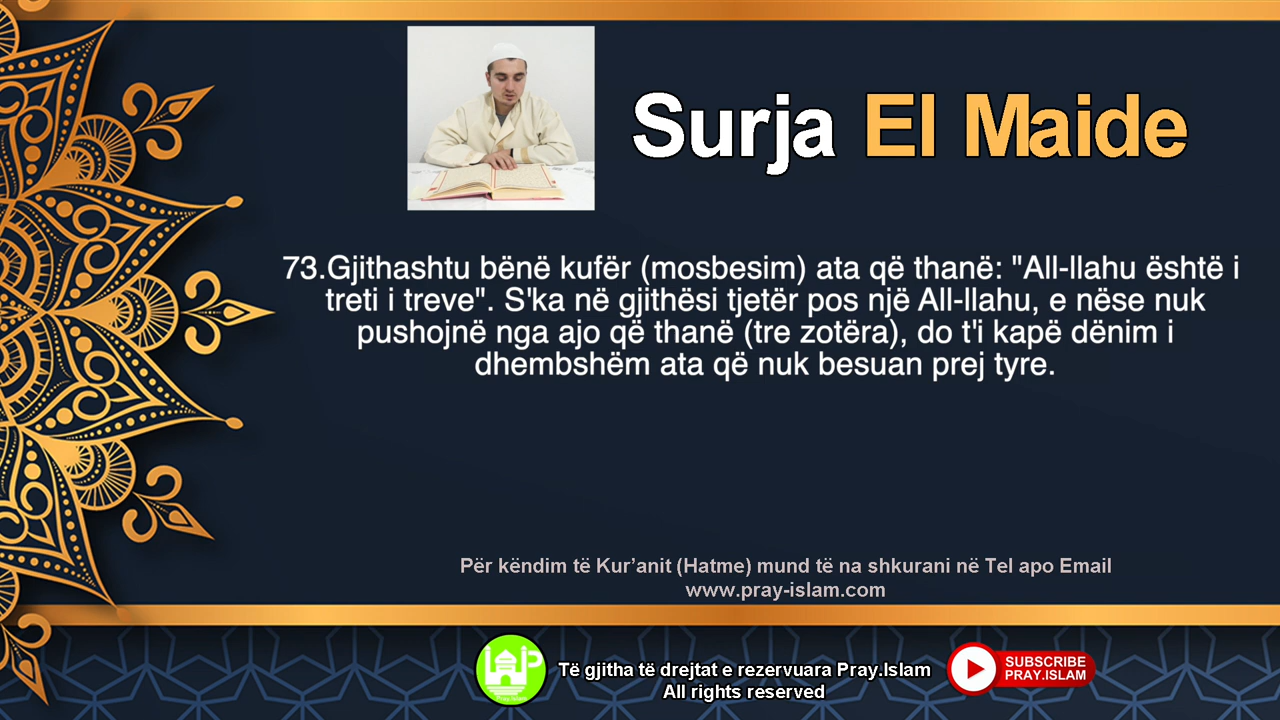 Surja El Maide
73.Gjithashtu bënë kufër (mosbesim) ata që thanë: "All-llahu është i
treti i treve". S'ka në gjithësi tjetër pos një All-llahu, e nëse nuk
pushojnë nga ajo që thanë (tre zotëra), do t'i kapë dënim i
dhembshëm ata që nuk besuan prej tyre.
Për këndim të Kur’anit (Hatme) mund të na shkurani në Tel apo Email
www.pray-islam.com
Të gjitha të drejtat e rezervuara Pray.Islam
All rights reserved
Pray.Islam
SUBSCRIBE
PRAY.ISLAM